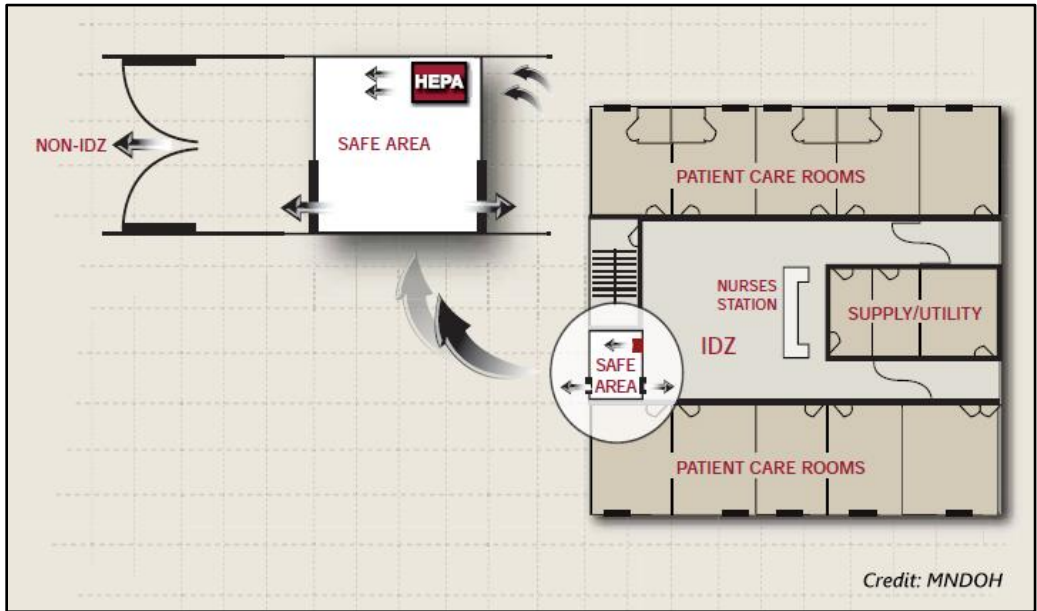 HEPA
NON-IDZ
SAFE AREA
PATIENT CARE ROOMS
NURSES
STATION
SUPPLY/UTILITY
IDZ
SAFE
AREA
PATIENT CARE ROOMS
Credit: MNDOH